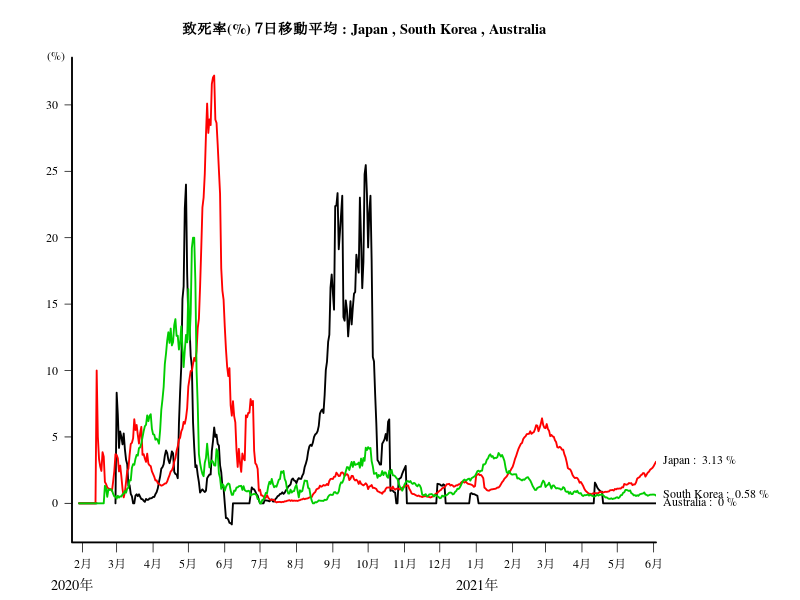 致死率(%) 7日移動平均 : Japan , South Korea , Australia
(%)
30
25
20
15
10
5
0
Japan : 3.13 %
South Korea : 0.58 %
Australia : 0 %
2月 3月 4月 5月 6月 7月 8月 9月 10月 11月 12月 1月 2月 3月 4月 5月 6月
2020年 2021年